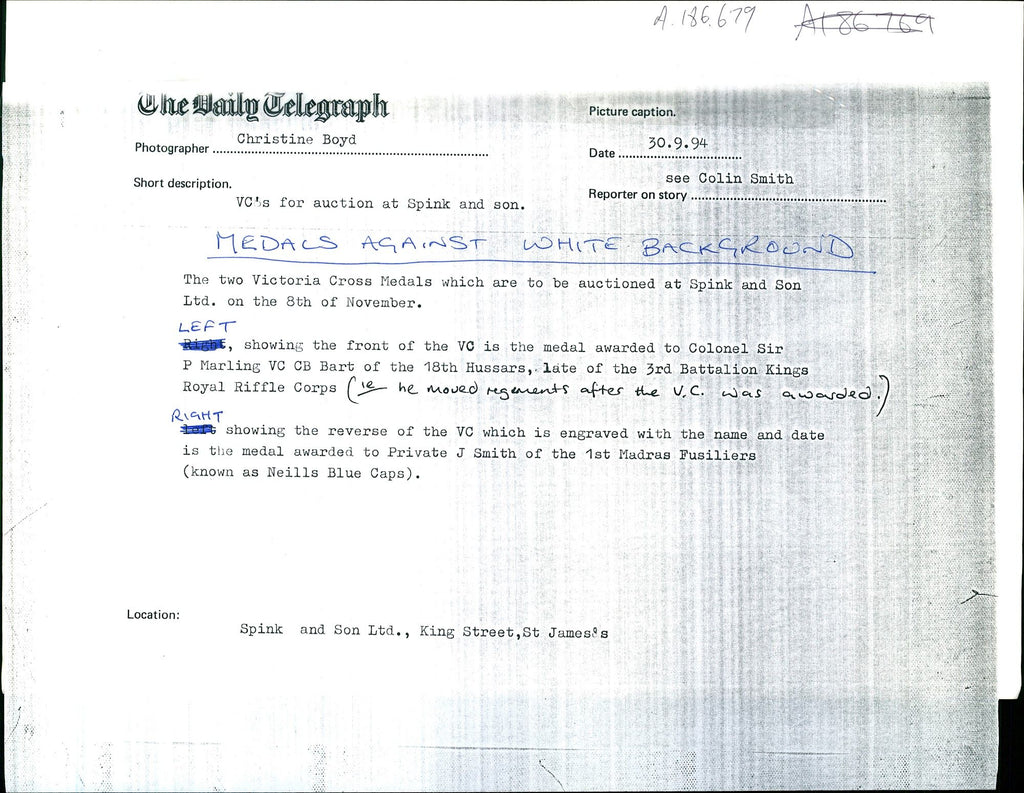 A.186.679 A186769
The Daily Telegraph
Picture caption.
Photographer Christine Boyd
Date 30.9.94
Short description.
see Colin Smith
Reporter on story
VC's for auction at Spink and son.
MEDALS AGAINST WHITE BACKGROUND
The two Victoria Cross Medals which are to be auctioned at Spink and Son
Ltd. on the 8th of November.
LEFT
Right, showing the front of the VC is the medal awarded to Colonel Sir
P Marling VC CB Bart of the 18th Hussars, late of the 3rd Battalion Kings
Royal Riffle Corps (ie he moved regements after the V.C. was awarded.)
RIGHT
Left showing the reverse of the VC which is engraved with the name and date
is the medal awarded to Private J Smith of the 1st Madras Fusiliers
(known as Neills Blue Caps).
Location:
Spink and Son Ltd., King Street,St James's